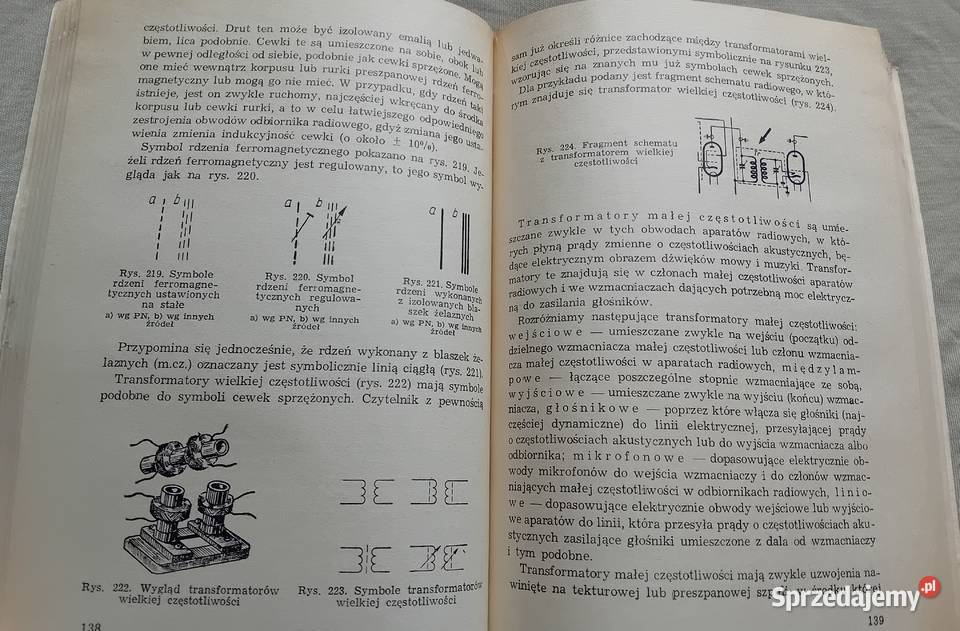 częstotliwości. Drut ten może być izolowany emalią lub jedwa-
biem, lica podobnie. Cewki te są umieszczone na sobie, obok lub
w pewnej odległości od siebie, podobnie jak cewki sprzężone. Mogą
one mieć wewnątrz korpusu lub rurki preszpanowej rdzeń ferro-
magnetyczny lub mogą go nie mieć. W przypadku, gdy rdzeń taki
istnieje, jest on zwykle ruchomy, najczęściej wkręcany do środka
korpusu lub cewki rurki, a to w celu łatwiejszego odpowiedniego
zestrojenia obwodów odbiornika radiowego, gdyż zmiana jego usta-
wienia zmienia indukcyjność cewki (o około ± 10%).
Symbol rdzenia ferromagnetycznego pokazano na rys. 219. Je-
żeli rdzeń ferromagnetyczny jest regulowany, to jego symbol wy-
gląda jak na rys. 220.
a b
a b
a b
Rys. 219. Symbole
rdzeni ferromagne-
tycznych ustawionych
na stałe
a) wg PN, b) wg innych
źródeł
Rys. 220. Symbol
rdzeni ferromagne-
tycznych regulowa-
nych
a) wg PN, b) wg innych
źródeł
Rys. 221. Symbole
rdzeni wykonanych
z izolowanych bla-
szek żelaznych
a) wg PN, b) wg innych
źródeł
Przypomina się jednocześnie, że rdzeń wykonany z blaszek że-
laznych (m.cz.) oznaczany jest symbolicznie linią ciągłą (rys. 221).
Transformatory wielkiej częstotliwości (rys. 222) mają symbole
podobne do symboli cewek sprzężonych. Czytelnik z pewnością
Rys. 222. Wygląd transformatorów
wielkiej częstotliwości
Rys. 223. Symbole transformatorów
wielkiej częstotliwości
138
sam już określi różnice zachodzące między transformatorami wiel-
kiej częstotliwości, przedstawionymi symbolicznie na rysunku 223,
wzorując się na znanych mu już symbolach cewek sprzężonych.
Dla przykładu podany jest fragment schematu radiowego, w któ-
rym znajduje się transformator wielkiej częstotliwości (rys. 224).
Rys. 224. Fragment schematu
z transformatorem wielkiej
częstotliwości
Transformatory małej częstotliwości są umie-
szczane zwykle w tych obwodach aparatów radiowych, w któ-
rych płyną prądy zmienne o częstotliwościach akustycznych, bę-
dące elektrycznym obrazem dźwięków mowy i muzyki. Transfor-
matory te znajdują się w członach małej częstotliwości aparatów
radiowych i we wzmacniaczach dających potrzebną moc elektrycz-
ną do zasilania głośników.
Rozróżniamy następujące transformatory małej częstotliwości:
wejściowe — umieszczane zwykle na wejściu (początku) od-
dzielnego wzmacniacza małej częstotliwości lub członu wzmacnia-
cza małej częstotliwości w aparatach radiowych, międzylam-
powe — łączące poszczególne stopnie wzmacniające ze sobą,
wyjściowe — umieszczane zwykle na wyjściu (końcu) wzmac-
niacza, głośnikowe — poprzez które włącza się głośniki (naj-
częściej dynamiczne) do linii elektrycznej, przesyłającej prądy
o częstotliwościach akustycznych lub do wyjścia wzmacniacza albo
odbiornika; mikrofonowe — dopasowujące elektrycznie ob-
wody mikrofonów do wejścia wzmacniaczy i do członów wzmac-
niających małej częstotliwości w odbiornikach radiowych, linio-
we — dopasowujące elektrycznie obwody wejściowe lub wyjścio-
we aparatów do linii, która przesyła prądy o częstotliwościach aku-
stycznych zasilające głośniki umieszczone z dala od wzmacniaczy
i tym podobne.
Transformatory małej częstotliwości mają zwykle uzwojenia na-
winięte na tekturowej lub preszpanowej szpulce, w środku której
139
Sprzedajemy.pl